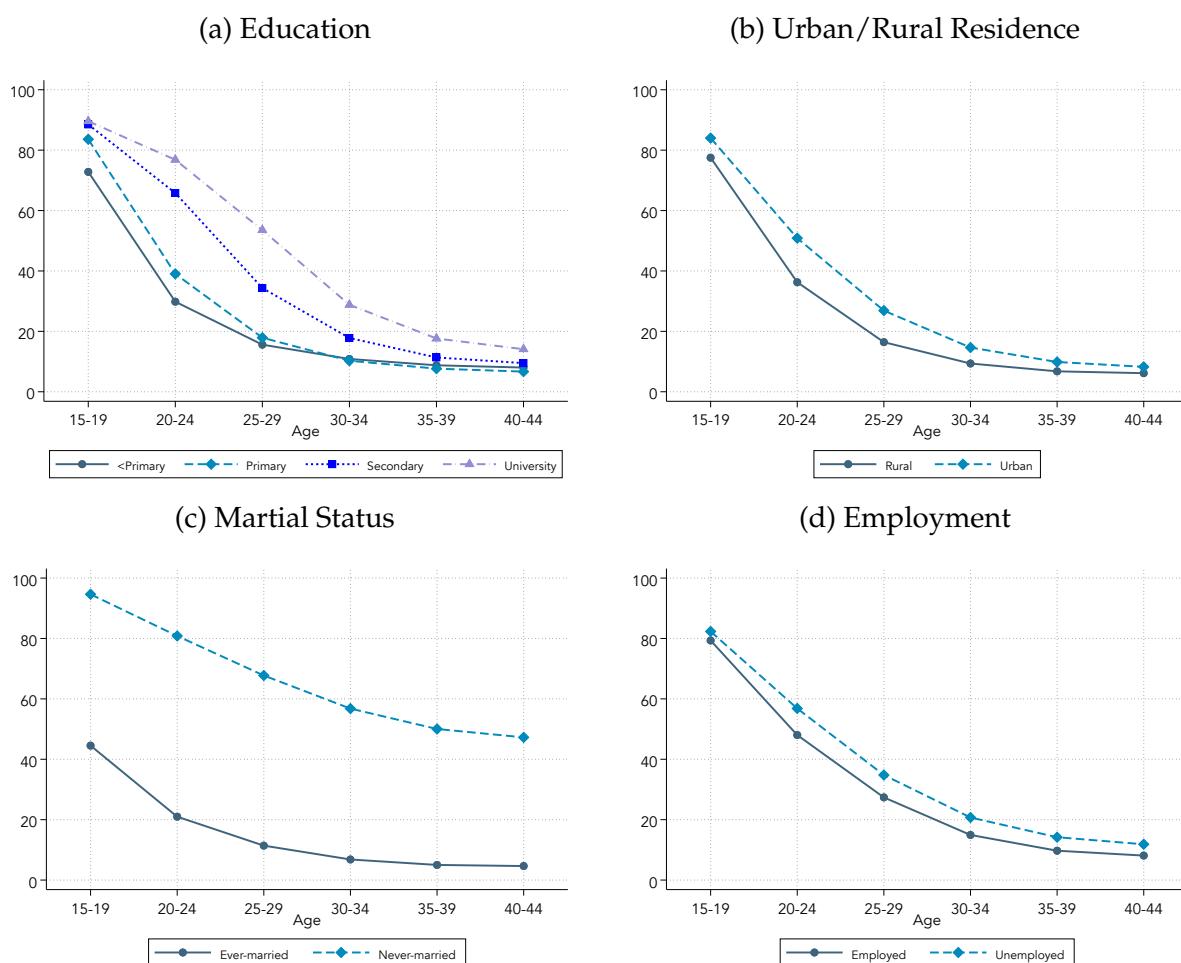 (a) Education
100
80
60
40
20
0
15-19 20-24 25-29 30-34 35-39 40-44
Age
<Primary Primary Secondary University
(b) Urban/Rural Residence
100
80
60
40
20
0
15-19 20-24 25-29 30-34 35-39 40-44
Age
Rural Urban
(c) Martial Status
100
80
60
40
20
0
15-19 20-24 25-29 30-34 35-39 40-44
Age
Ever-married Never-married
(d) Employment
100
80
60
40
20
0
15-19 20-24 25-29 30-34 35-39 40-44
Age
Employed Unemployed